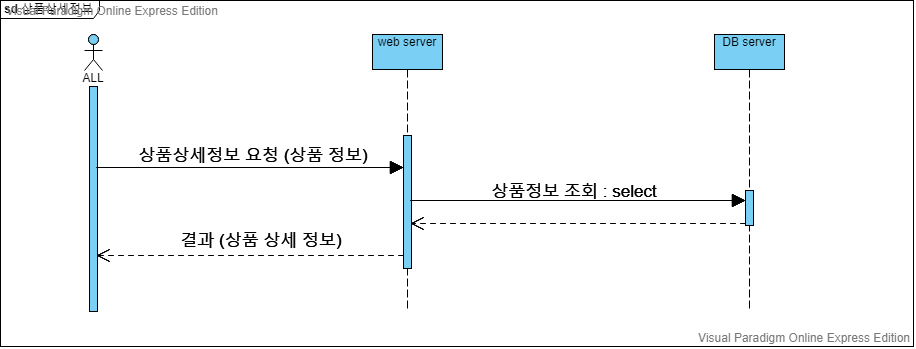 sd 상품상세정보
Visual Paradigm Online Express Edition
ALL
web server
DB server
상품상세정보 요청 (상품 정보)
상품정보 조회 : select
결과 (상품 상세 정보)
Visual Paradigm Online Express Edition